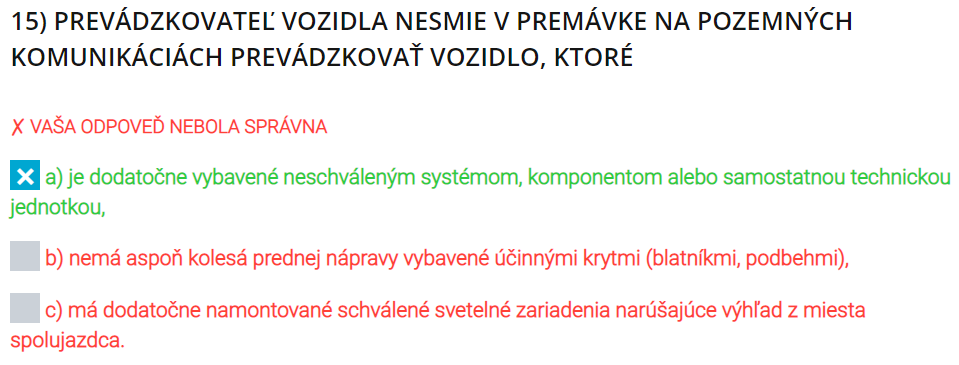 15) PREVÁDZKOVATEĽ VOZIDLA NESMIE V PREMÁVKE NA POZEMNÝCH
KOMUNIKÁCIÁCH PREVÁDZKOVAŤ VOZIDLO, KTORÉ
✗ VAŠA ODPOVEĎ NEBOLA SPRÁVNA
a) je dodatočne vybavené neschváleným systémom, komponentom alebo samostatnou technickou
jednotkou,
b) nemá aspoň kolesá prednej nápravy vybavené účinnými krytmi (blatníkmi, podbehmi),
c) má dodatočne namontované schválené svetelné zariadenia narúšajúce výhľad z miesta
spolujazdca.